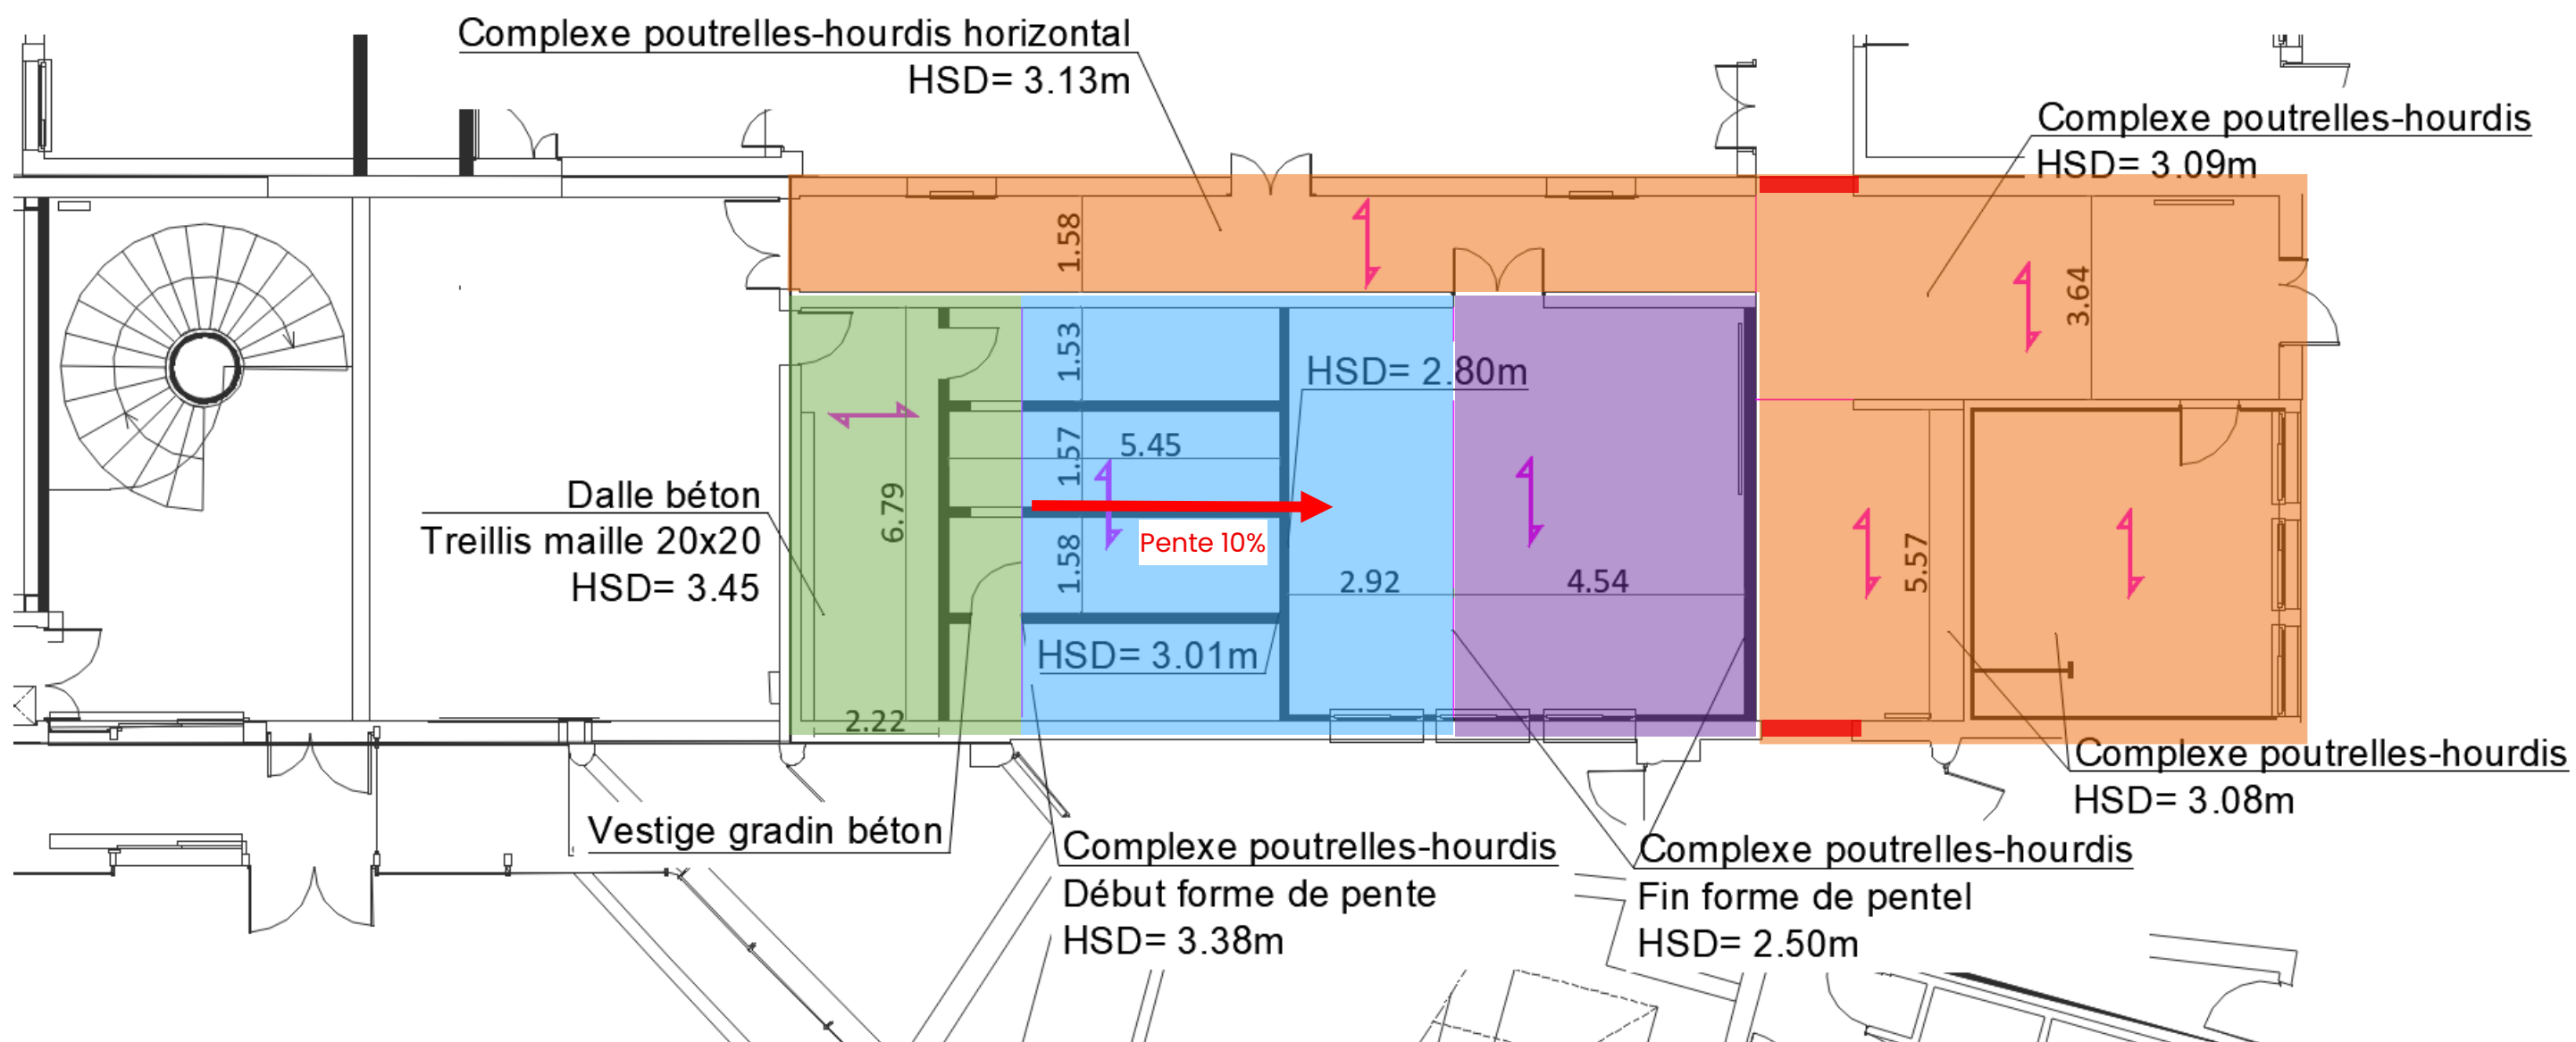 Complexe poutrelles-hourdis horizontal
HSD= 3.13m
Complexe poutrelles-hourdis
HSD= 3.09m
1.58
3.64
1.53
HSD= 2.80m
1.57
5.45
6.79
Dalle béton
Treillis maille 20x20
HSD= 3.45
Pente 10%
1.58
2.92
4.54
5.57
HSD= 3.01m
2.22
Complexe poutrelles-hourdis
HSD= 3.08m
Vestige gradin béton
Complexe poutrelles-hourdis
Début forme de pente
HSD= 3.38m
Complexe poutrelles-hourdis
Fin forme de pentel
HSD= 2.50m